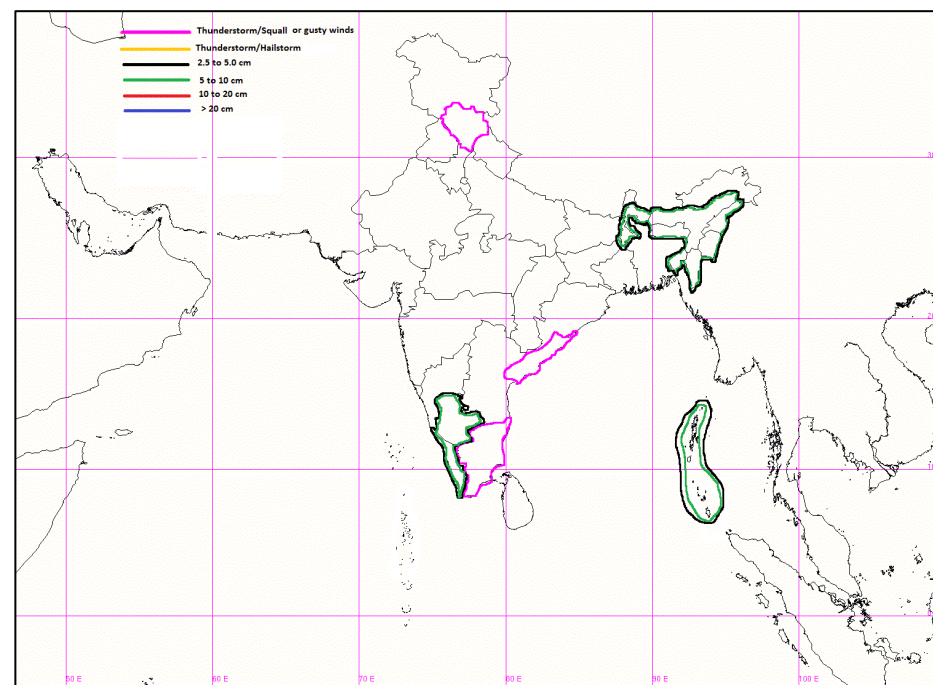 Thunderstorm/Squall or gusty winds
Thunderstorm/Hailstorm
2.5 to 5.0 cm
5 to 10 cm
10 to 20 cm
> 20 cm
60 E
70 E
80 E
90 E
100 E